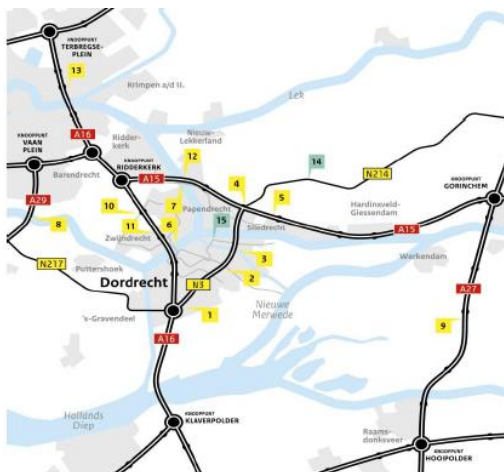 KNOOPPUNT
TERBREGSE-
PLEIN
13
Krimpen a/d IJ.
Lek
A16
KNOOPPUNT
VAAN
PLEIN
Ridder-
kerk
Nieuw-
Lekkerland
KNOOPPUNT
RIDDERKERK
12
14
Barendrecht
A15
N214
KNOOPPUNT
GORINCHEM
A29
4
5
10
7
Papendrecht
Hardinxveld-
Giessendam
8
11
6
15
Sliedrecht
A15
Zwijndrecht
3
Werkendam
N217
Puttershoek
2
Dordrecht
N3
A27
's-Gravendeel
1
Nieuwe
Merwede
9
A16
Hollands
Diep
KNOOPPUNT
KLAVERPOLDER
Raams-
donksveer
KNOOPPUNT
HOOIPOLDER